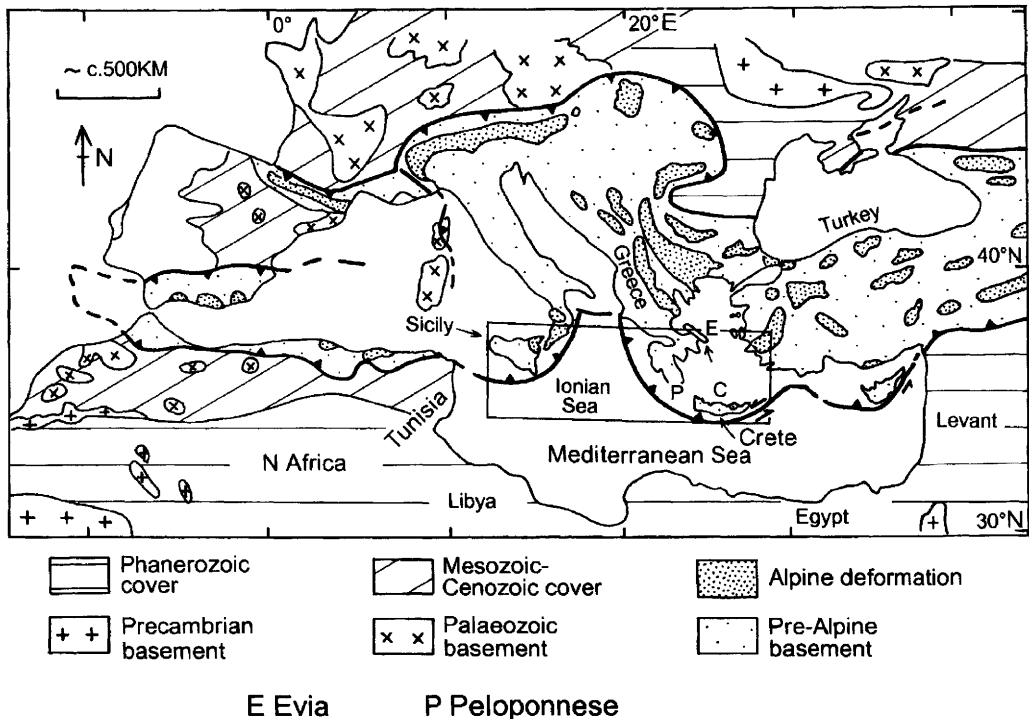 0°
20°E
~ c.500KM
N
Turkey
40°N
Greece
Sicily
E
Ionian
Sea
P
C
Tunisia
Crete
Levant
Mediterranean Sea
N Africa
Libya
Egypt
30°N
Phanerozoic
cover
Mesozoic-
Cenozoic cover
Alpine deformation
Precambrian
basement
Palaeozoic
basement
Pre-Alpine
basement
E Evia
P Peloponnese